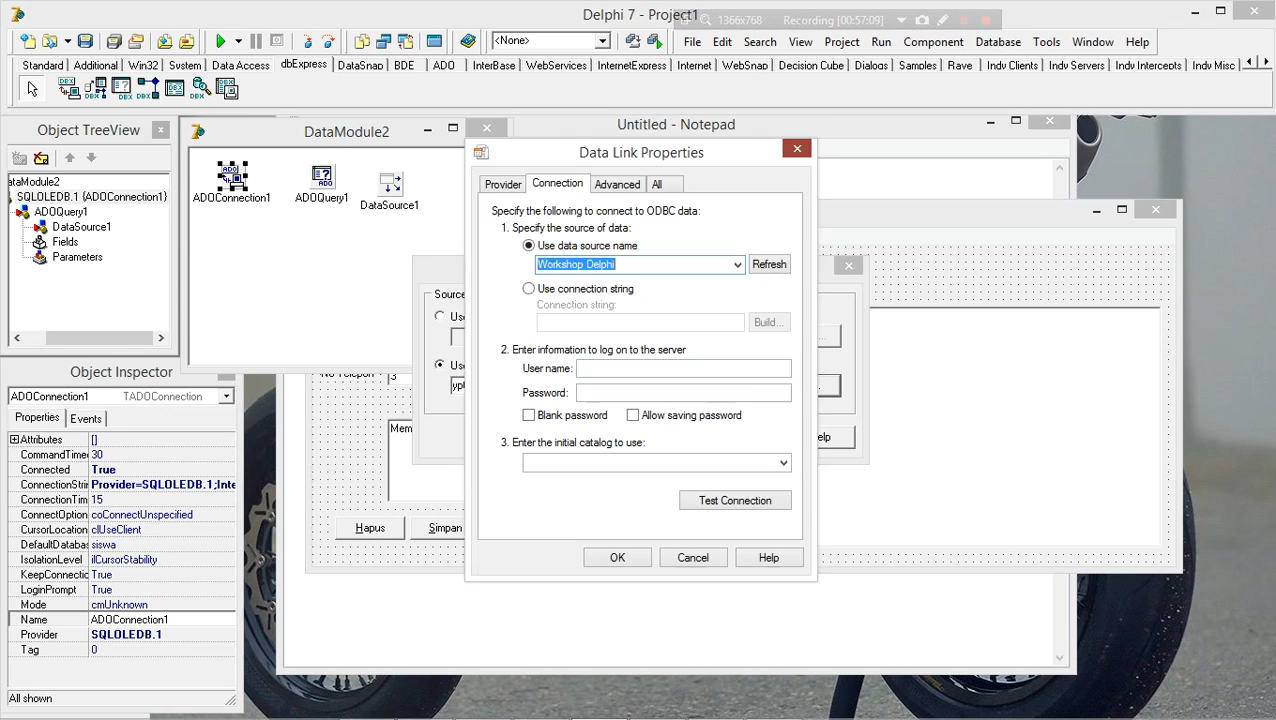 Delphi 7 - Project1
1366x768 Recording [00:57:09]
<None> File Edit Search View Project Run Component Database Tools Window Help
Standard Additional Win32 System Data Access dbExpress DataSnap BDE ADO InterBase WebServices InternetExpress Internet WebSnap Decision Cube Dialogs Samples Rave Indy Clients Indy Servers Indy Intercepts Indy Misc
Object TreeView
ataModule2
SQLOLEDB.1 {ADOConnection1}
ADOQuery1
DataSource1
Fields
Parameters
DataModule2
ADOConnection1 ADOQuery1 DataSource1
Untitled - Notepad
Data Link Properties
Provider Connection Advanced All
Specify the following to connect to ODBC data:
1. Specify the source of data:
Use data source name
Workshop Delphi Refresh
Use connection string
Connection string:
Build...
2. Enter information to log on to the server
User name:
Password:
Blank password Allow saving password
3. Enter the initial catalog to use:
Test Connection
OK Cancel Help
Source
Use
Use
elp
No Telepon 3
Mem
Hapus Simpan
Object Inspector
ADOConnection1 TADOConnection
Properties Events
Attributes []
CommandTime 30
Connected True
ConnectionStri Provider=SQLOLEDB.1;Inte
ConnectionTim 15
ConnectOption coConnectUnspecified
CursorLocation clUseClient
DefaultDatabas siswa
IsolationLevel ilCursorStability
KeepConnectio True
LoginPrompt True
Mode cmUnknown
Name ADOConnection1
Provider SQLOLEDB.1
Tag 0
All shown